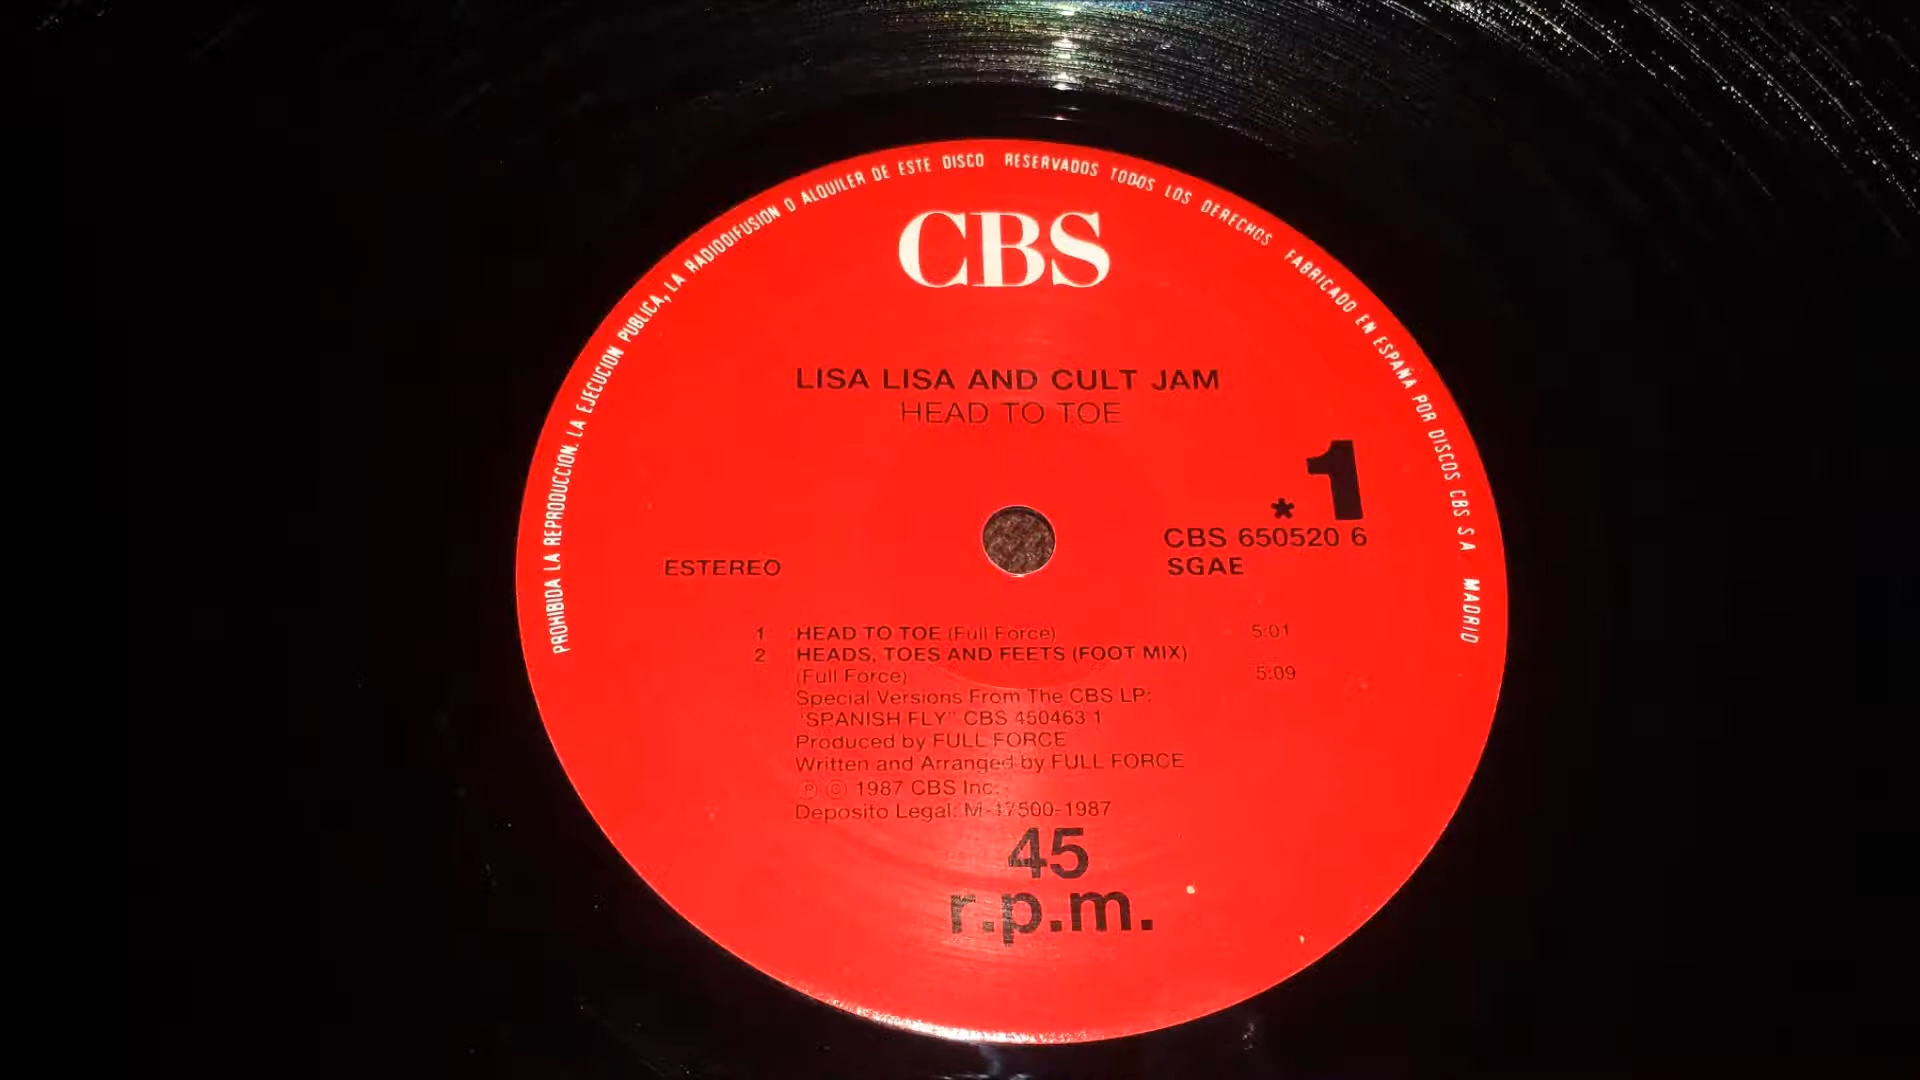 PROHIBIDA LA REPRODUCCION. LA EJECUCION PUBLICA, LA RADIODIFUSION O ALQUILER DE ESTE DISCO RESERVADOS TODOS LOS DERECHOS FABRICADO EN ESPAÑA POR DISCOS CBS S A MADRID
CBS
LISA LISA AND CULT JAM
HEAD TO TOE
*1
CBS 650520 6
ESTEREO SGAE
1 HEAD TO TOE (Full Force) 5:01
2 HEADS, TOES AND FEETS (FOOT MIX)
(Full Force) 5:09
Special Versions From The CBS LP:
"SPANISH FLY" CBS 450463 1
Produced by FULL FORCE
Written and Arranged by FULL FORCE
Ⓟ © 1987 CBS Inc.
Deposito Legal: M-17500-1987
45
r.p.m.